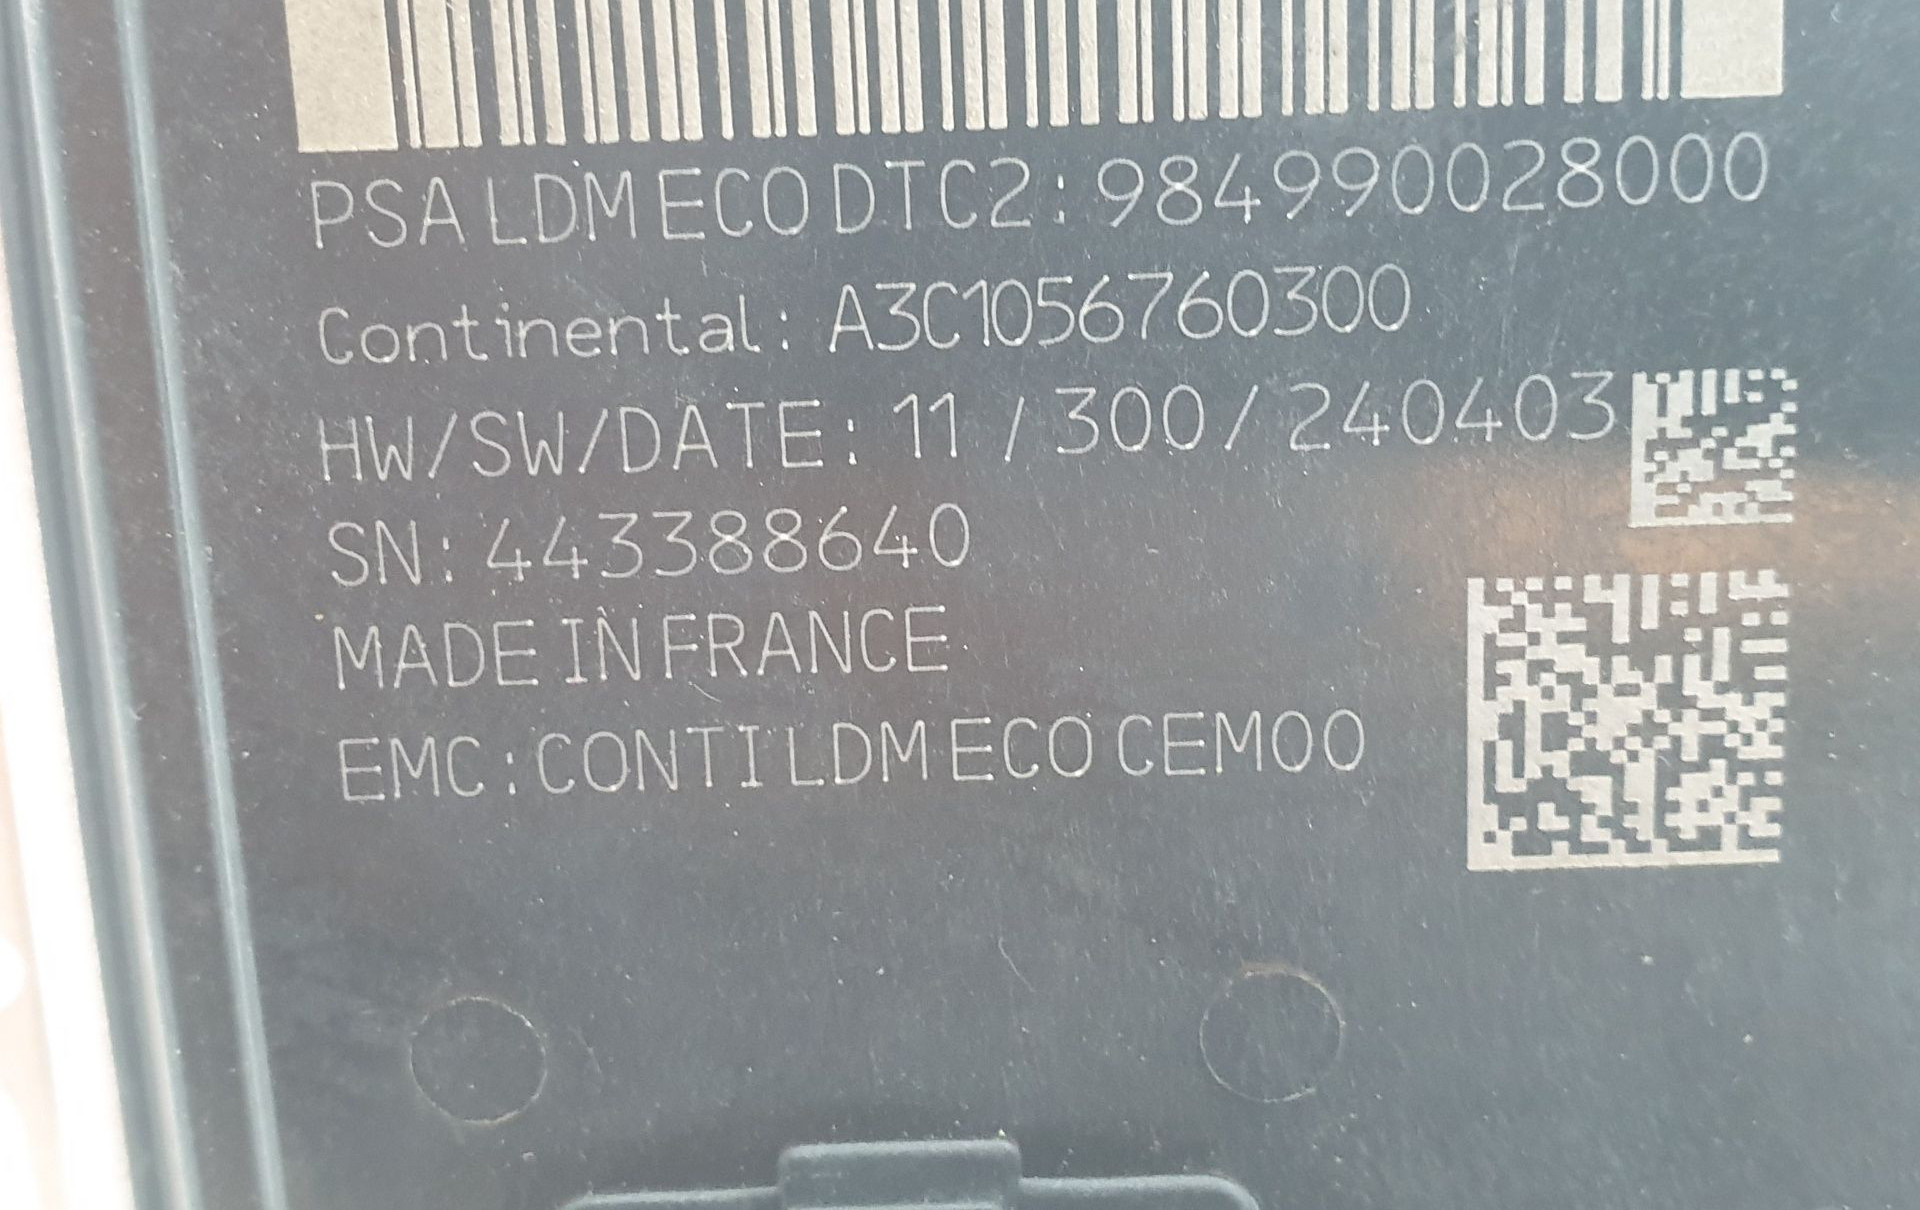 PSA LDM ECO DTC2: 984990028000
Continental: A3C1056760300
HW/SW/DATE: 11 / 300 / 240403
SN: 443388640
MADE IN FRANCE
EMC: CONTI LDM ECO CEM00